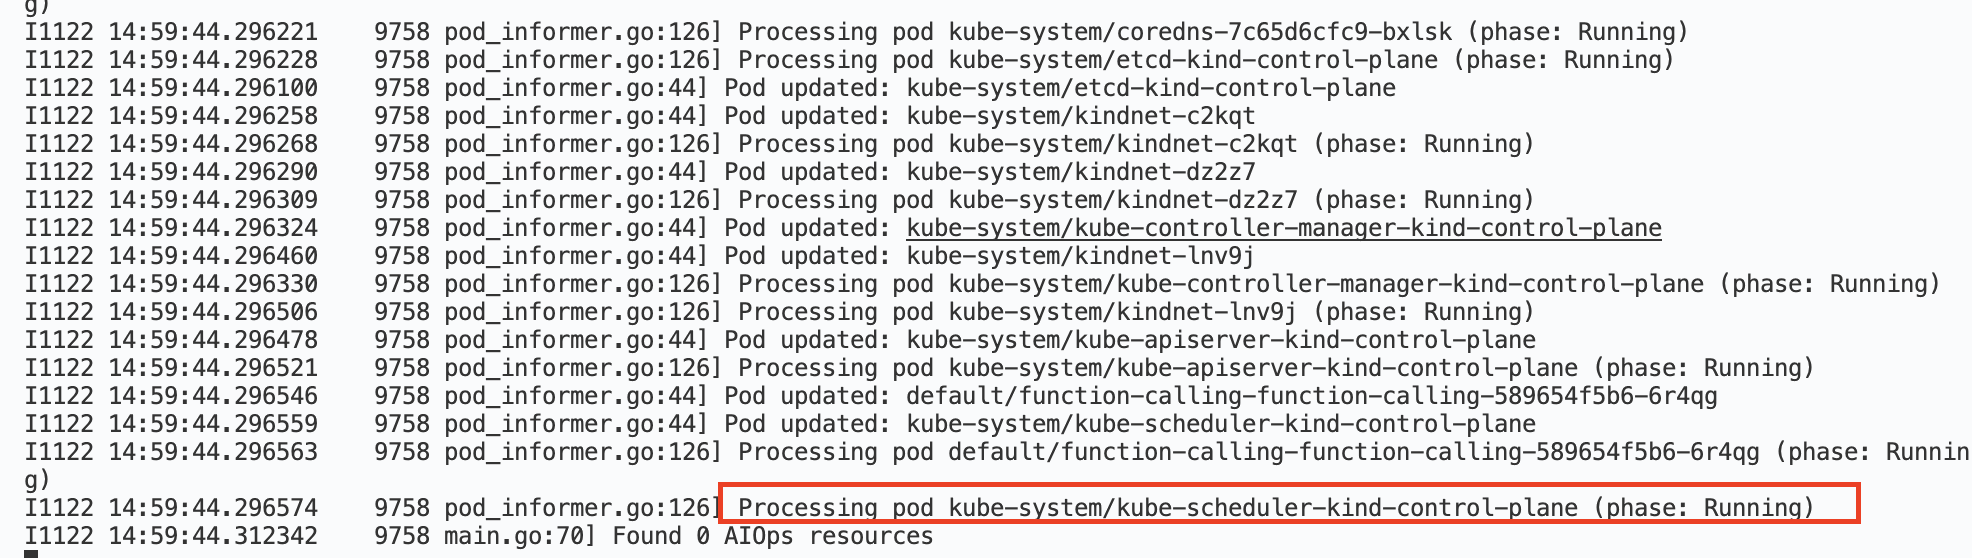 g)
I1122 14:59:44.296221    9758 pod_informer.go:126] Processing pod kube-system/coredns-7c65d6cfc9-bxlsk (phase: Running)
I1122 14:59:44.296228    9758 pod_informer.go:126] Processing pod kube-system/etcd-kind-control-plane (phase: Running)
I1122 14:59:44.296100    9758 pod_informer.go:44] Pod updated: kube-system/etcd-kind-control-plane
I1122 14:59:44.296258    9758 pod_informer.go:44] Pod updated: kube-system/kindnet-c2kqt
I1122 14:59:44.296268    9758 pod_informer.go:126] Processing pod kube-system/kindnet-c2kqt (phase: Running)
I1122 14:59:44.296290    9758 pod_informer.go:44] Pod updated: kube-system/kindnet-dz2z7
I1122 14:59:44.296309    9758 pod_informer.go:126] Processing pod kube-system/kindnet-dz2z7 (phase: Running)
I1122 14:59:44.296324    9758 pod_informer.go:44] Pod updated: kube-system/kube-controller-manager-kind-control-plane
I1122 14:59:44.296460    9758 pod_informer.go:44] Pod updated: kube-system/kindnet-lnv9j
I1122 14:59:44.296330    9758 pod_informer.go:126] Processing pod kube-system/kube-controller-manager-kind-control-plane (phase: Running)
I1122 14:59:44.296506    9758 pod_informer.go:126] Processing pod kube-system/kindnet-lnv9j (phase: Running)
I1122 14:59:44.296478    9758 pod_informer.go:44] Pod updated: kube-system/kube-apiserver-kind-control-plane
I1122 14:59:44.296521    9758 pod_informer.go:126] Processing pod kube-system/kube-apiserver-kind-control-plane (phase: Running)
I1122 14:59:44.296546    9758 pod_informer.go:44] Pod updated: default/function-calling-function-calling-589654f5b6-6r4qg
I1122 14:59:44.296559    9758 pod_informer.go:44] Pod updated: kube-system/kube-scheduler-kind-control-plane
I1122 14:59:44.296563    9758 pod_informer.go:126] Processing pod default/function-calling-function-calling-589654f5b6-6r4qg (phase: Runnin
g)
I1122 14:59:44.296574    9758 pod_informer.go:126] Processing pod kube-system/kube-scheduler-kind-control-plane (phase: Running)
I1122 14:59:44.312342    9758 main.go:70] Found 0 AIOps resources